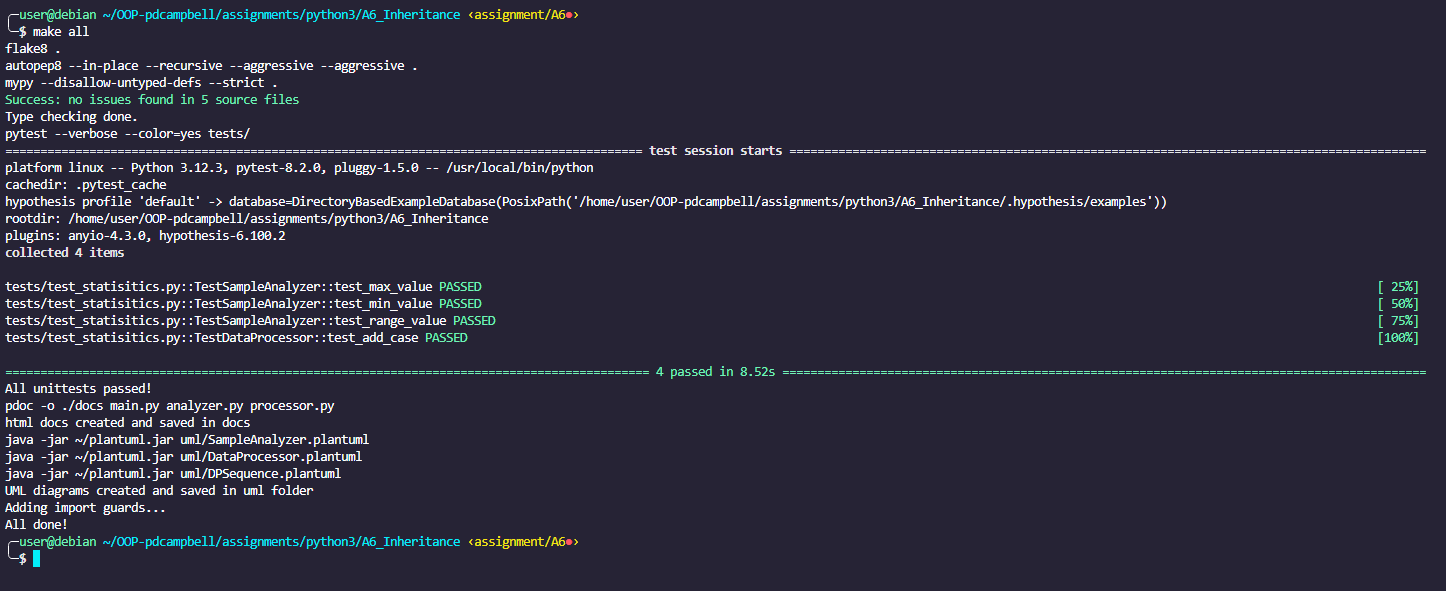 user@debian ~/OOP-pdcampbell/assignments/python3/A6_Inheritance ‹assignment/A6●›
$ make all
flake8 .
autopep8 --in-place --recursive --aggressive --aggressive .
mypy --disallow-untyped-defs --strict .
Success: no issues found in 5 source files
Type checking done.
pytest --verbose --color=yes tests/
=========================================================================================== test session starts ===========================================================================================
platform linux -- Python 3.12.3, pytest-8.2.0, pluggy-1.5.0 -- /usr/local/bin/python
cachedir: .pytest_cache
hypothesis profile 'default' -> database=DirectoryBasedExampleDatabase(PosixPath('/home/user/OOP-pdcampbell/assignments/python3/A6_Inheritance/.hypothesis/examples'))
rootdir: /home/user/OOP-pdcampbell/assignments/python3/A6_Inheritance
plugins: anyio-4.3.0, hypothesis-6.100.2
collected 4 items
tests/test_statisitics.py::TestSampleAnalyzer::test_max_value PASSED [ 25%]
tests/test_statisitics.py::TestSampleAnalyzer::test_min_value PASSED [ 50%]
tests/test_statisitics.py::TestSampleAnalyzer::test_range_value PASSED [ 75%]
tests/test_statisitics.py::TestDataProcessor::test_add_case PASSED [100%]
============================================================================================ 4 passed in 8.52s ============================================================================================
All unittests passed!
pdoc -o ./docs main.py analyzer.py processor.py
html docs created and saved in docs
java -jar ~/plantuml.jar uml/SampleAnalyzer.plantuml
java -jar ~/plantuml.jar uml/DataProcessor.plantuml
java -jar ~/plantuml.jar uml/DPSequence.plantuml
UML diagrams created and saved in uml folder
Adding import guards...
All done!
user@debian ~/OOP-pdcampbell/assignments/python3/A6_Inheritance ‹assignment/A6●›
$